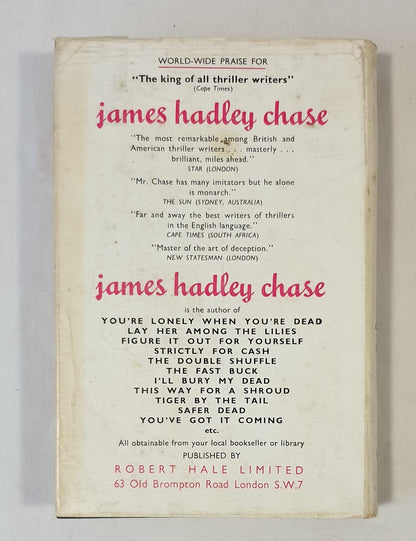 WORLD-WIDE PRAISE FOR
"The king of all thriller writers"
(Cape Times)
james hadley chase
"The most remarkable among British and
American thriller writers . . . masterly . . .
brilliant, miles ahead."
STAR (LONDON)
"Mr. Chase has many imitators but he alone
is monarch."
THE SUN (SYDNEY, AUSTRALIA)
"Far and away the best writers of thrillers
in the English language."
CAPE TIMES (SOUTH AFRICA)
"Master of the art of deception."
NEW STATESMAN (LONDON)
james hadley chase
is the author of
YOU'RE LONELY WHEN YOU'RE DEAD
LAY HER AMONG THE LILIES
FIGURE IT OUT FOR YOURSELF
STRICTLY FOR CASH
THE DOUBLE SHUFFLE
THE FAST BUCK
I'LL BURY MY DEAD
THIS WAY FOR A SHROUD
TIGER BY THE TAIL
SAFER DEAD
YOU'VE GOT IT COMING
etc.
All obtainable from your local bookseller or library
PUBLISHED BY
ROBERT HALE LIMITED
63 Old Brompton Road London S.W.7